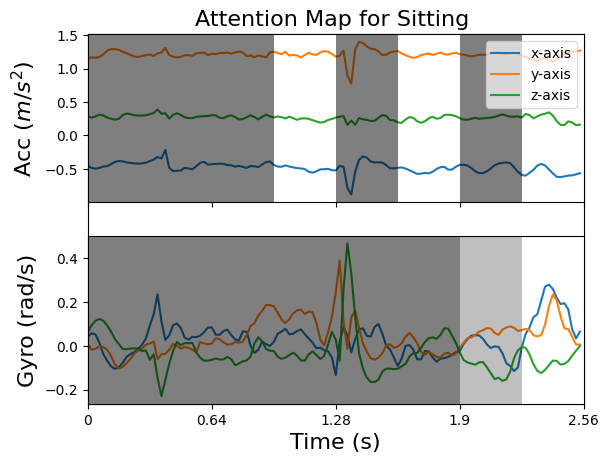 Attention Map for Sitting
Acc (m/s²)
1.5
1.0
0.5
0.0
−0.5
x-axis
y-axis
z-axis
Gyro (rad/s)
0.4
0.2
0.0
−0.2
0
0.64
1.28
1.9
2.56
Time (s)